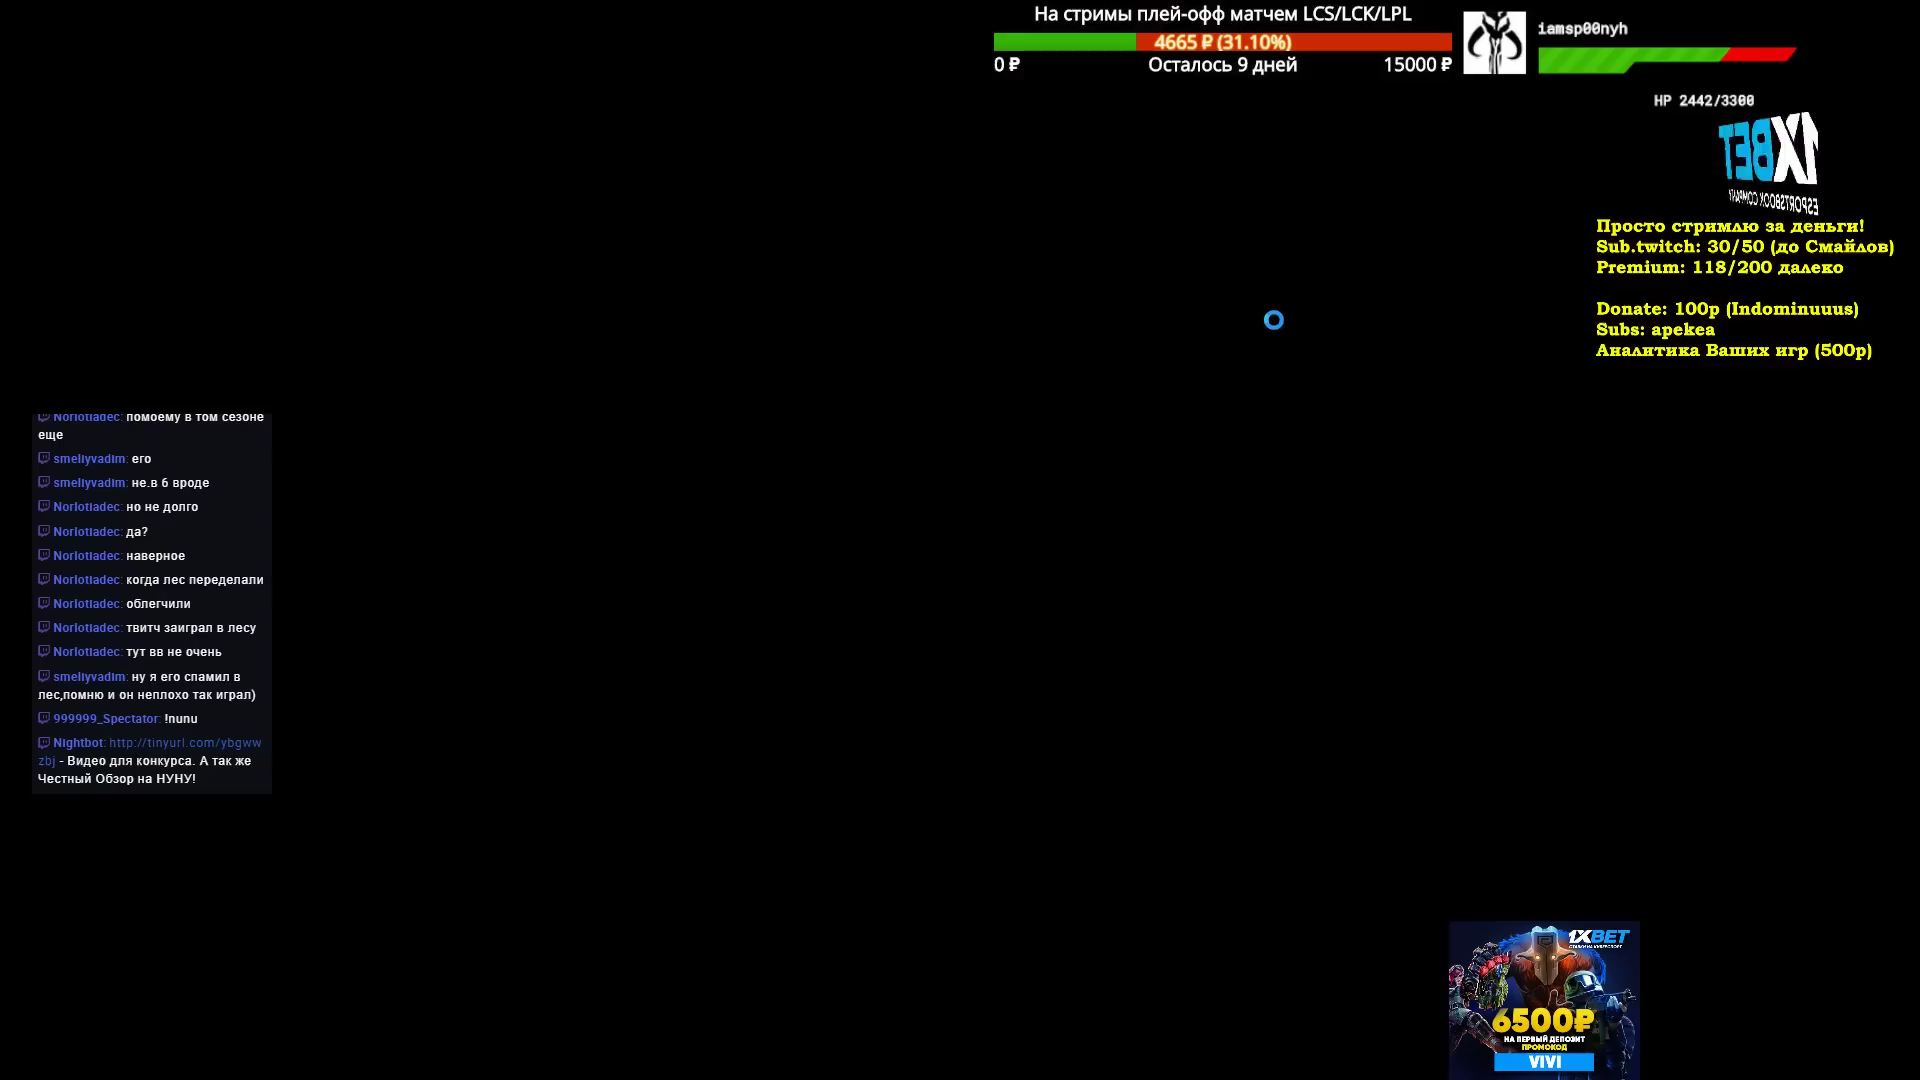 На стримы плей-офф матчем LCS/LCK/LPL
4665 ₽ (31.10%)
0 ₽
Осталось 9 дней
15000 ₽
iamsp00nyh
HP 2442/3300
1XBET
ESPORTSBOOK COMPANY
Просто стримлю за деньги!
Sub.twitch: 30/50 (до Смайлов)
Premium: 118/200 далеко
Donate: 100р (Indominuuus)
Subs: apekea
Аналитика Ваших игр (500р)
Norlotladec: помоему в том сезоне
еще
smellyvadim: его
smellyvadim: не.в 6 вроде
Norlotladec: но не долго
Norlotladec: да?
Norlotladec: наверное
Norlotladec: когда лес переделали
Norlotladec: облегчили
Norlotladec: твитч заиграл в лесу
Norlotladec: тут вв не очень
smellyvadim: ну я его спамил в
лес,помню и он неплохо так играл)
999999_Spectator: !nunu
Nightbot: http://tinyurl.com/ybgww
zbj - Видео для конкурса. А так же
Честный Обзор на НУНУ!
1XBET
СТАВКИ НА КИБЕРСПОРТ
6500₽
НА ПЕРВЫЙ ДЕПОЗИТ
ПРОМОКОД
VIVI